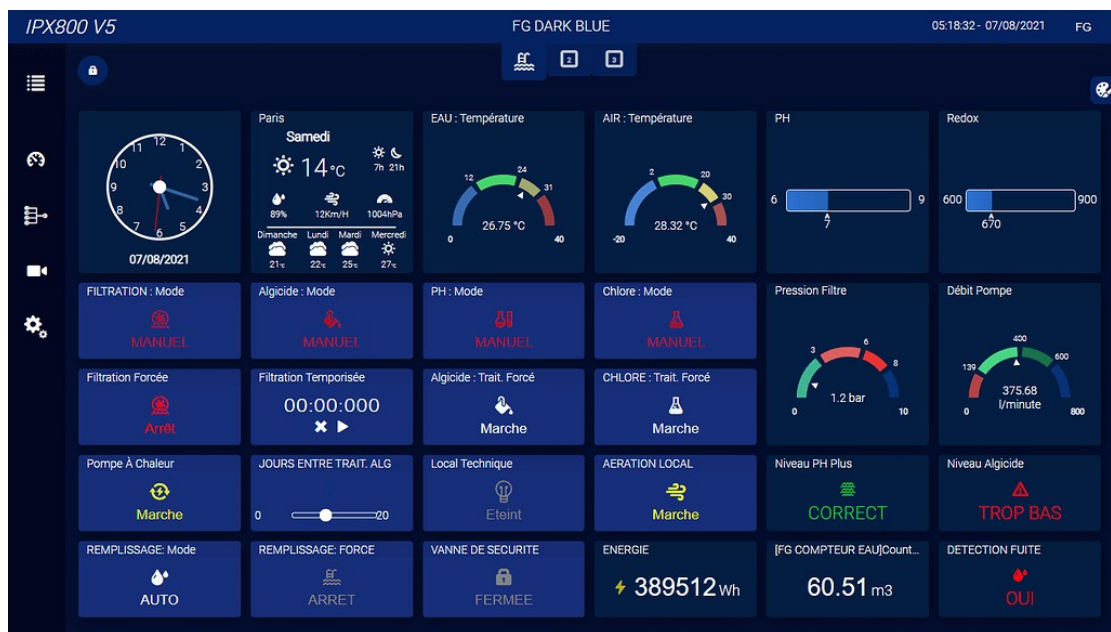 IPX800 V5
FG DARK BLUE
05:18:32 - 07/08/2021
FG
2
3
12
1
2
3
4
5
6
7
8
9
10
11
07/08/2021
Paris
Samedi
14°C
7h 21h
89% 12Km/H 1004hPa
Dimanche Lundi Mardi Mercredi
21°c 22°c 25°c 27°c
EAU : Température
12
24
31
26.75 °C
0
40
AIR : Température
2
20
30
28.32 °C
-20
40
PH
6
9
7
Redox
600
900
670
FILTRATION : Mode
MANUEL
Algicide : Mode
MANUEL
PH : Mode
MANUEL
Chlore : Mode
MANUEL
Pression Filtre
3
6
8
1.2 bar
0
10
Débit Pompe
400
139
600
375.68
l/minute
0
800
Filtration Forcée
Arrêt
Filtration Temporisée
00:00:000
Algicide : Trait. Forcé
Marche
CHLORE : Trait. Forcé
Marche
Pompe À Chaleur
Marche
JOURS ENTRE TRAIT. ALG
0
20
Local Technique
Eteint
AERATION LOCAL
Marche
Niveau PH Plus
CORRECT
Niveau Algicide
TROP BAS
REMPLISSAGE: Mode
AUTO
REMPLISSAGE: FORCE
ARRET
VANNE DE SECURITE
FERMEE
ENERGIE
389512 Wh
[FG COMPTEUR EAU]Count...
60.51 m3
DETECTION FUITE
OUI